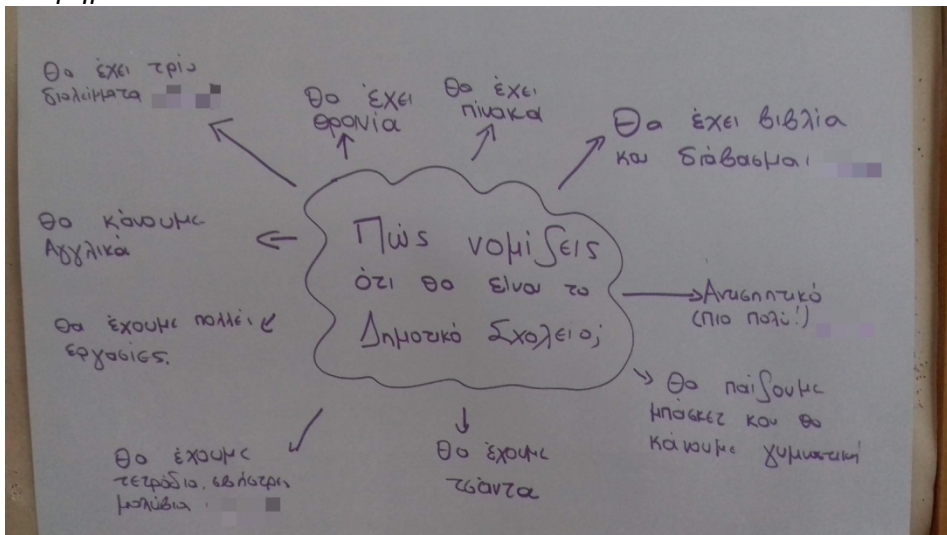 Θα έχει τρία
διαλείμματα
Θα έχει
θρανία
Θα έχει
πίνακα
Θα έχει βιβλία
και διάβασμα
Θα κάνουμε
Αγγλικά
Πώς νομίζεις
ότι θα είναι το
Δημοτικό Σχολείο;
Αντισηπτικό
(πιο πολύ!)
Θα έχουμε πολλές
εργασίες.
Θα παίζουμε
μπάσκετ και θα
κάνουμε γυμναστική
Θα έχουμε
τετράδια, σβήστρες
μολύβια
Θα έχουμε
τσάντα